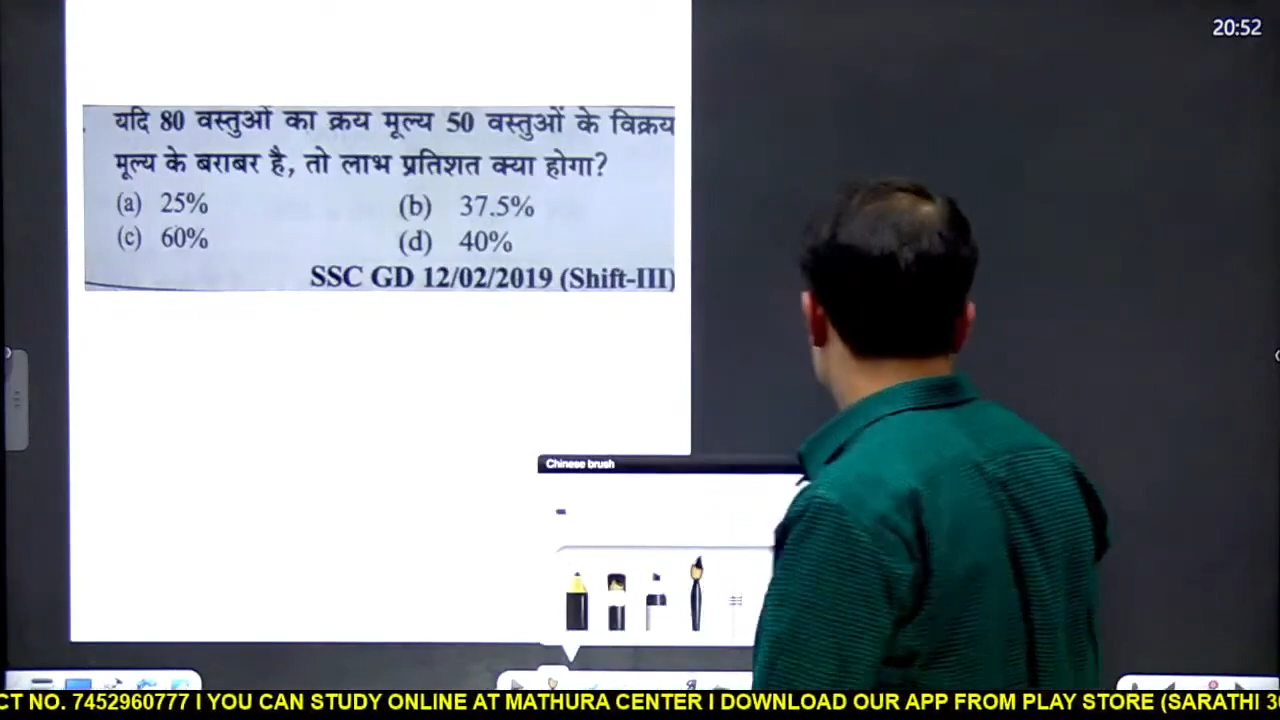 20:52
यदि 80 वस्तुओं का क्रय मूल्य 50 वस्तुओं के विक्रय
मूल्य के बराबर है, तो लाभ प्रतिशत क्या होगा?
(a) 25% (b) 37.5%
(c) 60% (d) 40%
SSC GD 12/02/2019 (Shift-III)
Chinese brush
CT NO. 7452960777 I YOU CAN STUDY ONLINE AT MATHURA CENTER I DOWNLOAD OUR APP FROM PLAY STORE (SARATHI 3